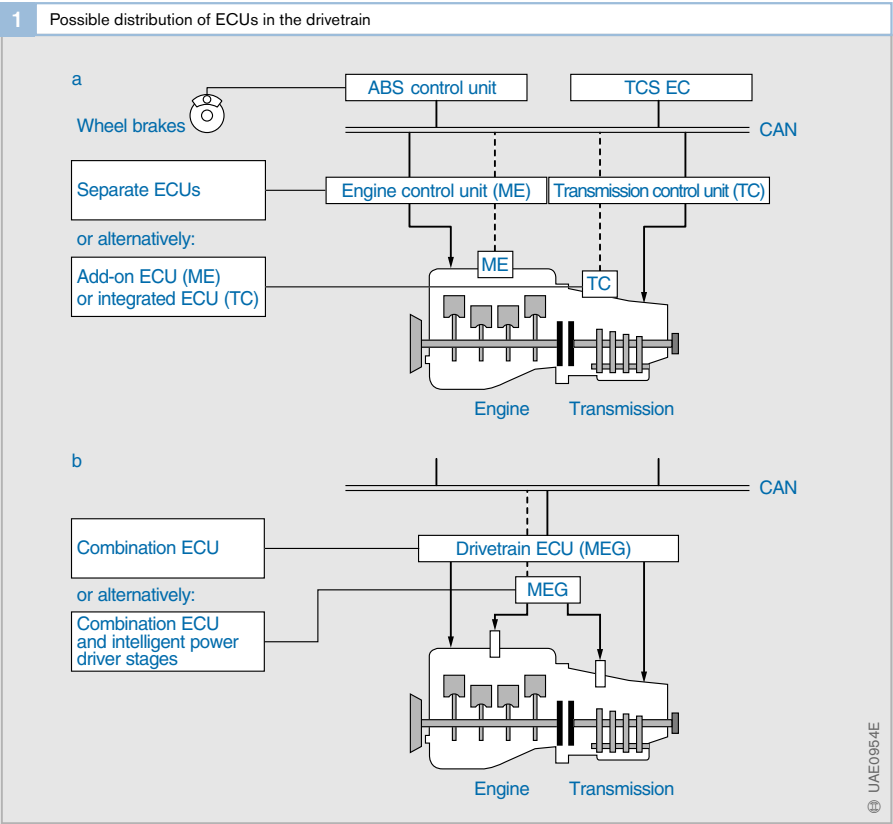 1 Possible distribution of ECUs in the drivetrain
a
ABS control unit
TCS EC
Wheel brakes
CAN
Separate ECUs
Engine control unit (ME)
Transmission control unit (TC)
or alternatively:
ME
Add-on ECU (ME)
or integrated ECU (TC)
TC
Engine
Transmission
b
CAN
Combination ECU
Drivetrain ECU (MEG)
or alternatively:
MEG
Combination ECU
and intelligent power
driver stages
Engine
Transmission
UAE0954E